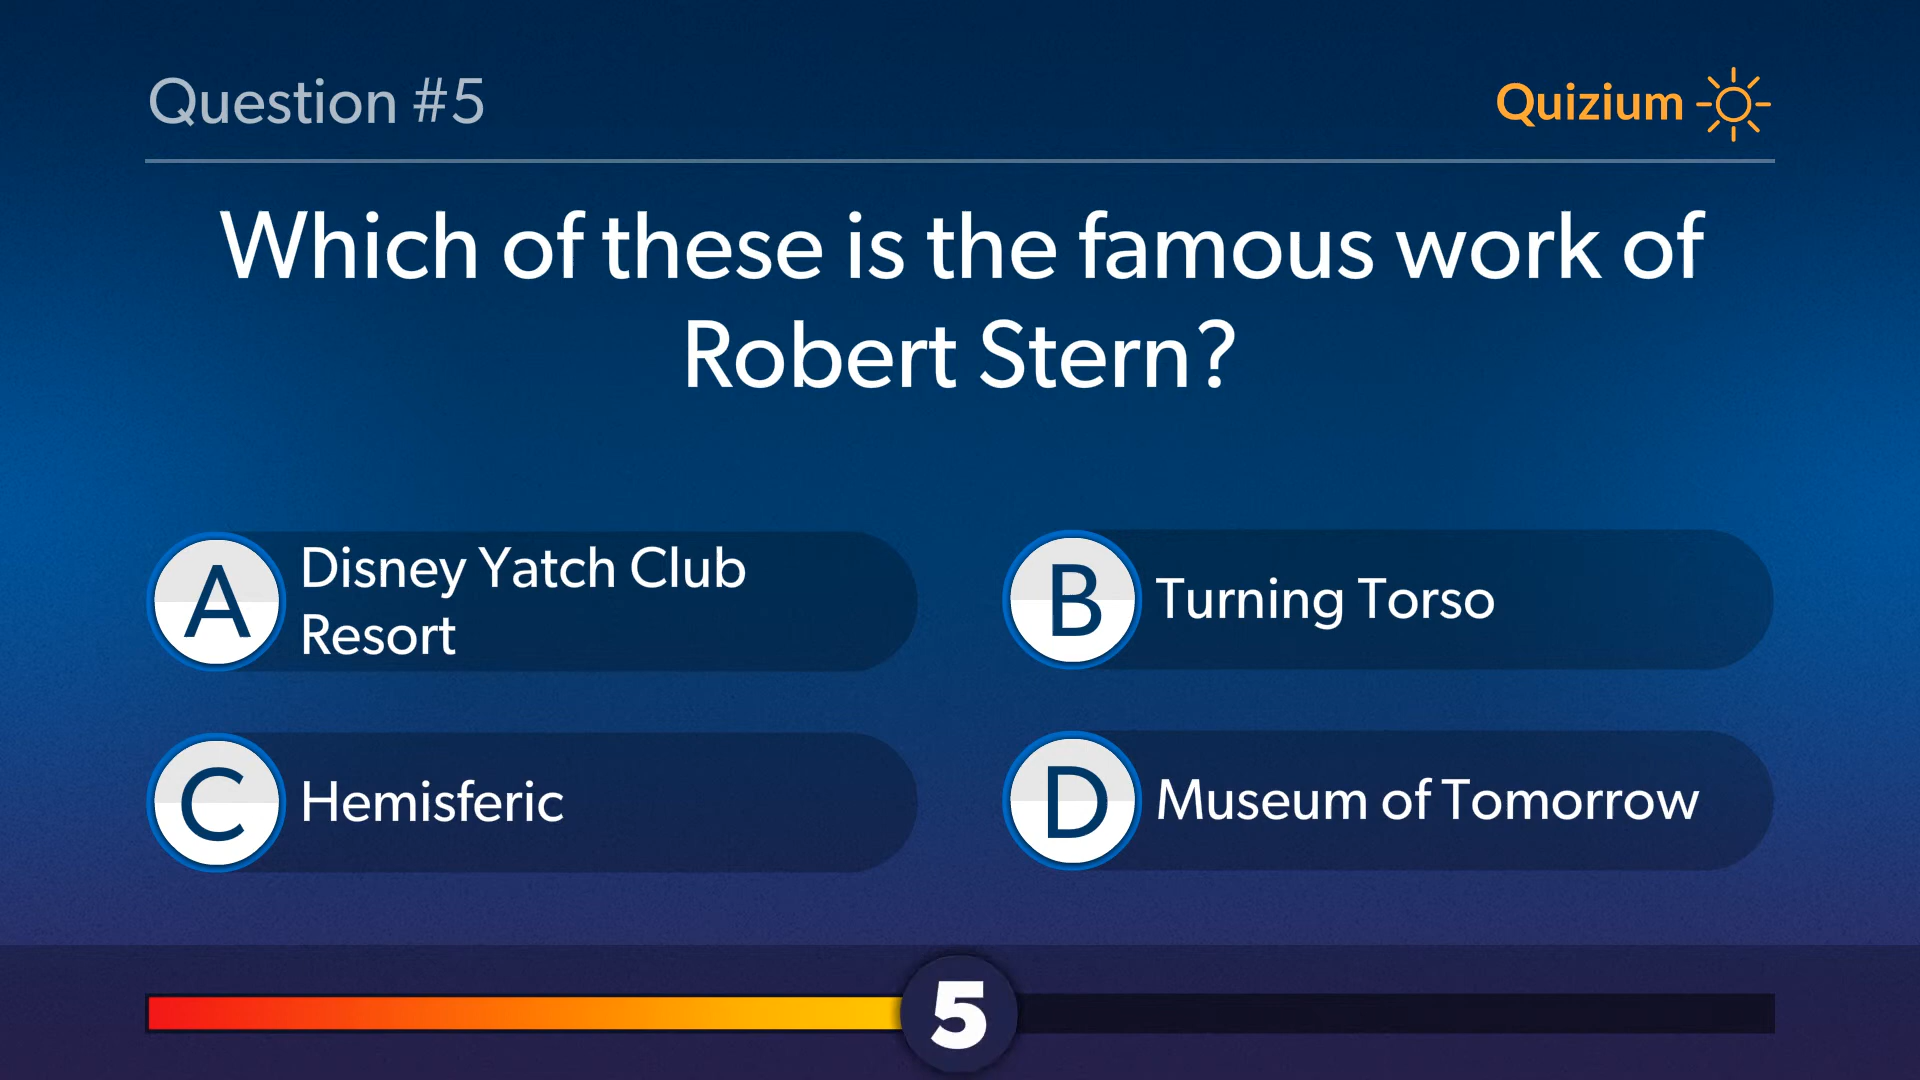 Question #5
Quizium
Which of these is the famous work of
Robert Stern?
A
Disney Yatch Club
Resort
B
Turning Torso
C
Hemisferic
D
Museum of Tomorrow
5